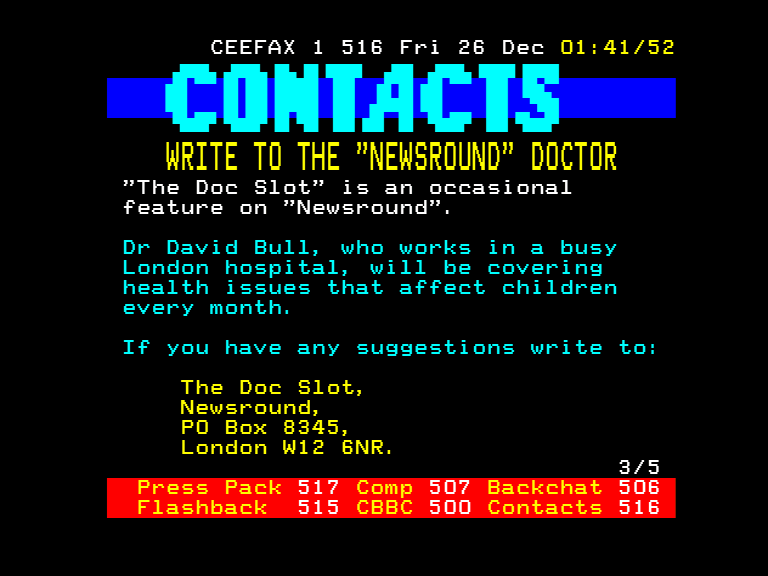 CEEFAX 1 516 Fri 26 Dec 01:41/52
CONTACTS
WRITE TO THE "NEWSROUND" DOCTOR
"The Doc Slot" is an occasional
feature on "Newsround".
Dr David Bull, who works in a busy
London hospital, will be covering
health issues that affect children
every month.
If you have any suggestions write to:
The Doc Slot,
Newsround,
PO Box 8345,
London W12 6NR.
3/5
Press Pack 517 Comp 507 Backchat 506
Flashback 515 CBBC 500 Contacts 516